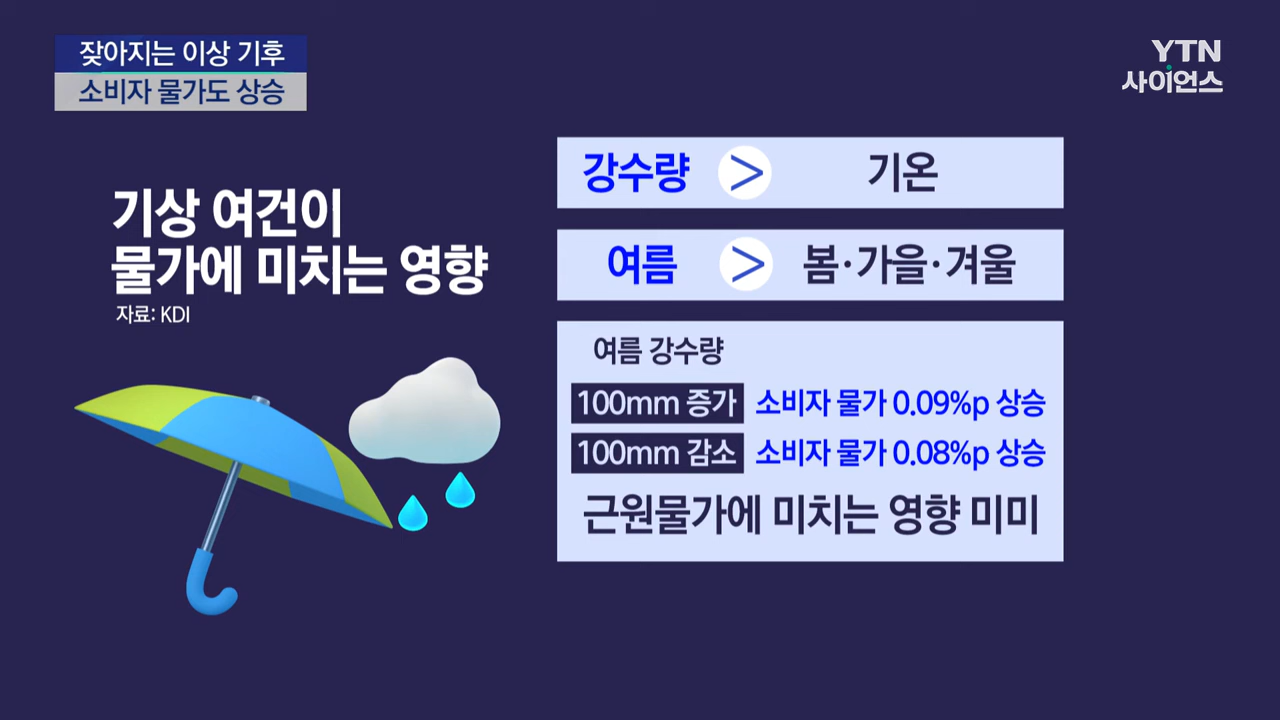 잦아지는 이상 기후
소비자 물가도 상승
YTN
사이언스
기상 여건이
물가에 미치는 영향
자료: KDI
강수량 > 기온
여름 > 봄·가을·겨울
여름 강수량
100mm 증가 소비자 물가 0.09%p 상승
100mm 감소 소비자 물가 0.08%p 상승
근원물가에 미치는 영향 미미